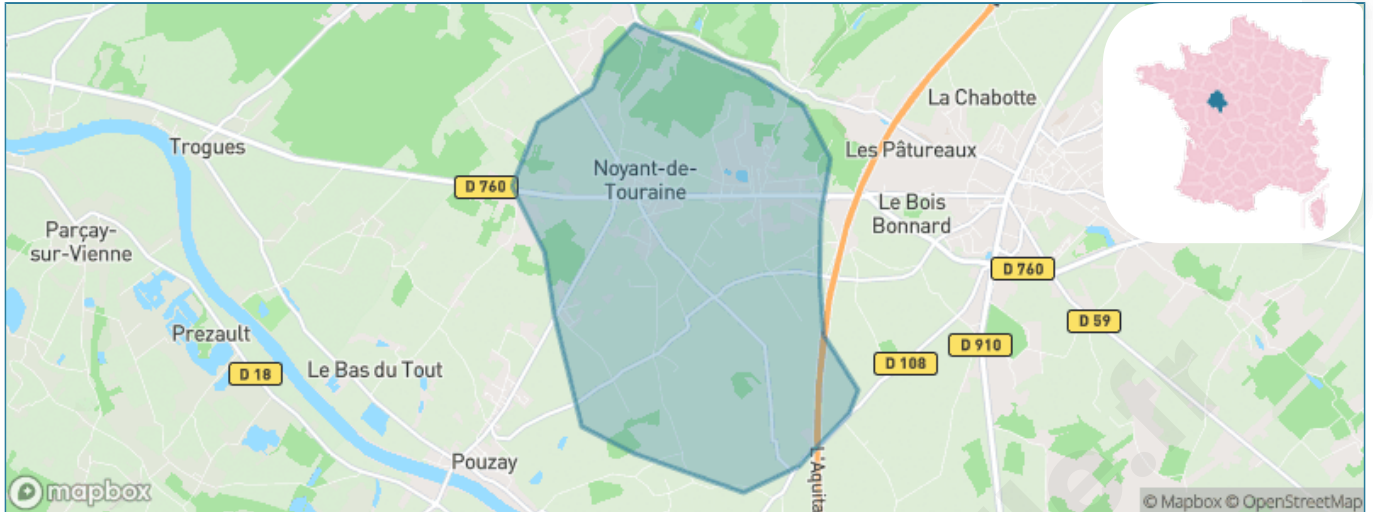 La Chabotte
Trogues
Les Pâtureaux
Noyant-de-
Touraine
D 760
Le Bois
Bonnard
Parçay-
sur-Vienne
D 760
Prezault
D 59
D 910
Le Bas du Tout
D 108
D 18
Pouzay
L'Aquita
mapbox
© Mapbox © OpenStreetMap